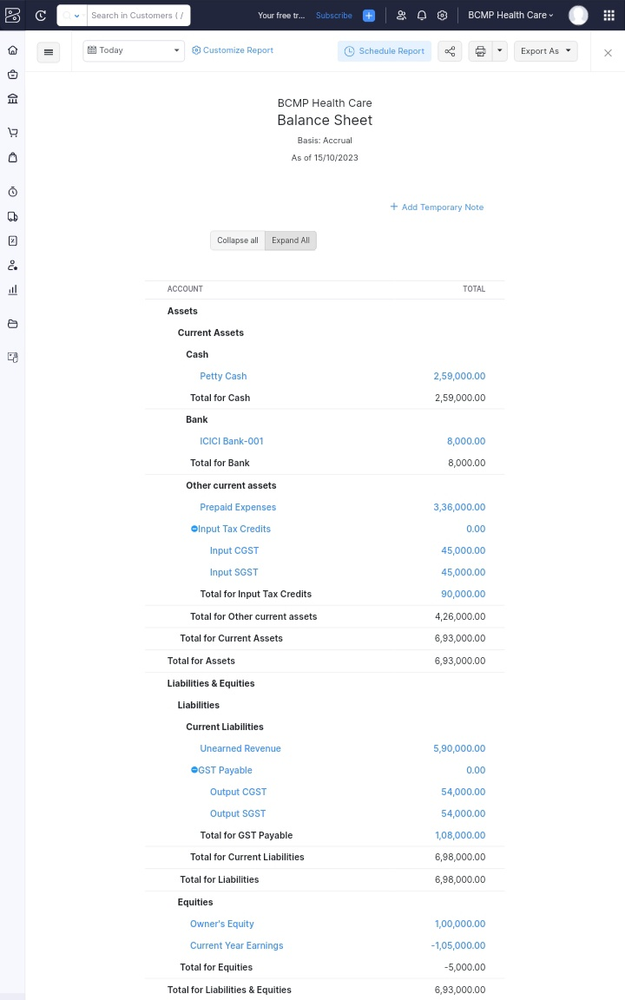 Search in Customers ( /
Your free tr...
Subscribe
BCMP Health Care
Today
Customize Report
Schedule Report
Export As
BCMP Health Care
Balance Sheet
Basis: Accrual
As of 15/10/2023
Add Temporary Note
Collapse all
Expand All
ACCOUNT TOTAL
Assets
Current Assets
Cash
Petty Cash 2,59,000.00
Total for Cash 2,59,000.00
Bank
ICICI Bank-001 8,000.00
Total for Bank 8,000.00
Other current assets
Prepaid Expenses 3,36,000.00
Input Tax Credits 0.00
Input CGST 45,000.00
Input SGST 45,000.00
Total for Input Tax Credits 90,000.00
Total for Other current assets 4,26,000.00
Total for Current Assets 6,93,000.00
Total for Assets 6,93,000.00
Liabilities & Equities
Liabilities
Current Liabilities
Unearned Revenue 5,90,000.00
GST Payable 0.00
Output CGST 54,000.00
Output SGST 54,000.00
Total for GST Payable 1,08,000.00
Total for Current Liabilities 6,98,000.00
Total for Liabilities 6,98,000.00
Equities
Owner's Equity 1,00,000.00
Current Year Earnings -1,05,000.00
Total for Equities -5,000.00
Total for Liabilities & Equities 6,93,000.00